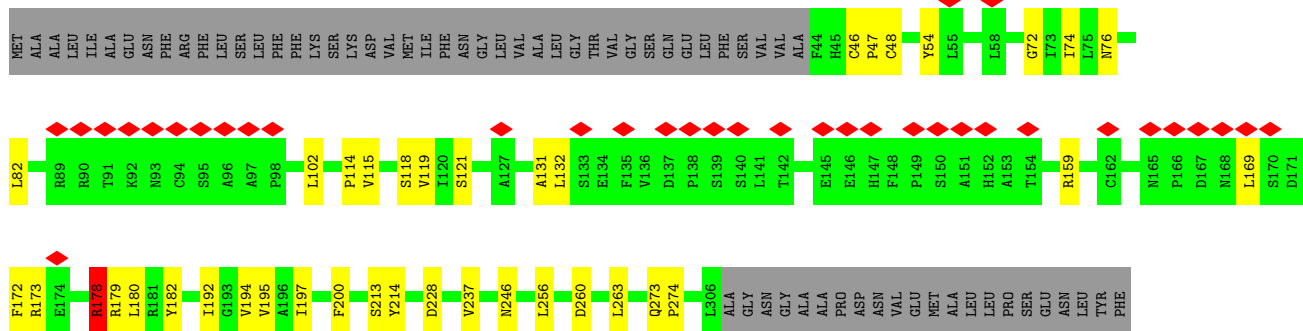 MET ALA ALA LEU ILE ALA GLU ASN PHE ARG PHE LEU SER LEU PHE PHE LYS SER LYS ASP VAL MET ILE PHE ASN GLY LEU VAL ALA LEU GLY THR VAL GLY SER GLN GLU LEU PHE SER VAL VAL ALA F44 H45 C46 P47 C48 Y54 L55 L58 G72 I73 I74 L75 N76
L82 R89 R90 T91 K92 N93 C94 S95 A96 A97 P98 L102 P114 V115 S118 V119 I120 S121 A127 A131 L132 S133 E134 F135 V136 D137 P138 S139 S140 L141 T142 E145 E146 H147 F148 P149 S150 A151 H152 A153 T154 R159 C162 N165 P166 D167 N168 L169 S170 D171
F172 R173 E174 R178 R179 L180 R181 Y182 I192 G193 V194 V195 A196 I197 F200 S213 Y214 D228 V237 N246 L256 D260 L263 Q273 P274 L306 ALA GLY ASN GLY ALA ALA PRO ASP ASN VAL GLU MET ALA LEU LEU PRO SER GLU ASN LEU TYR PHE